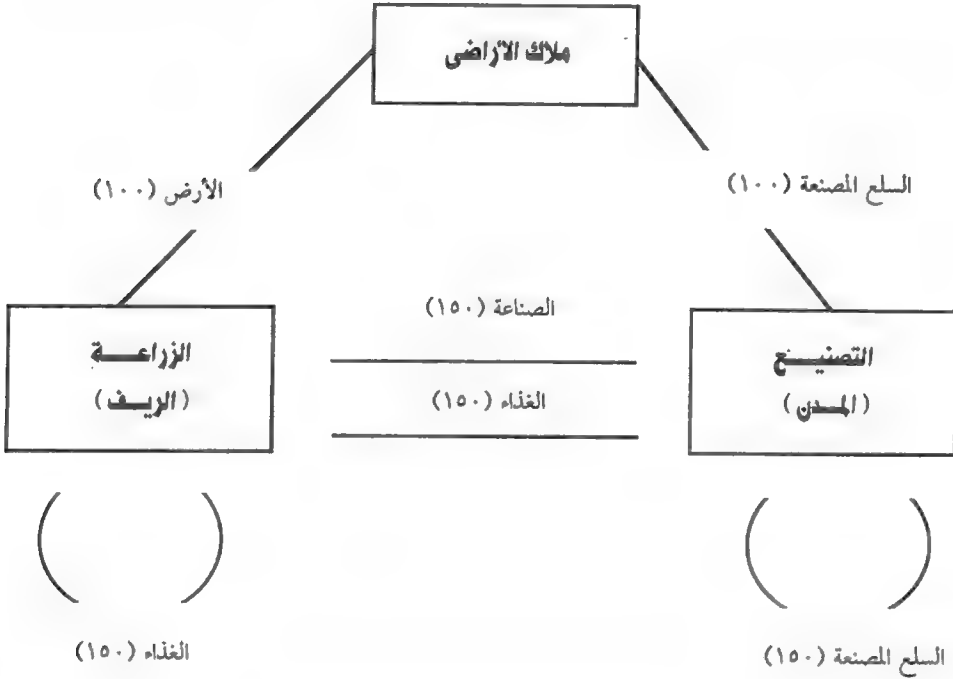 ملاك الأراضى
السلع المصنعة (١٠٠)
الأرض (١٠٠)
الصناعة (١٥٠)
التصنيع
(المدن)
الغذاء (١٥٠)
الزراعة
(الريف)
السلع المصنعة (١٥٠)
الغذاء (١٥٠)